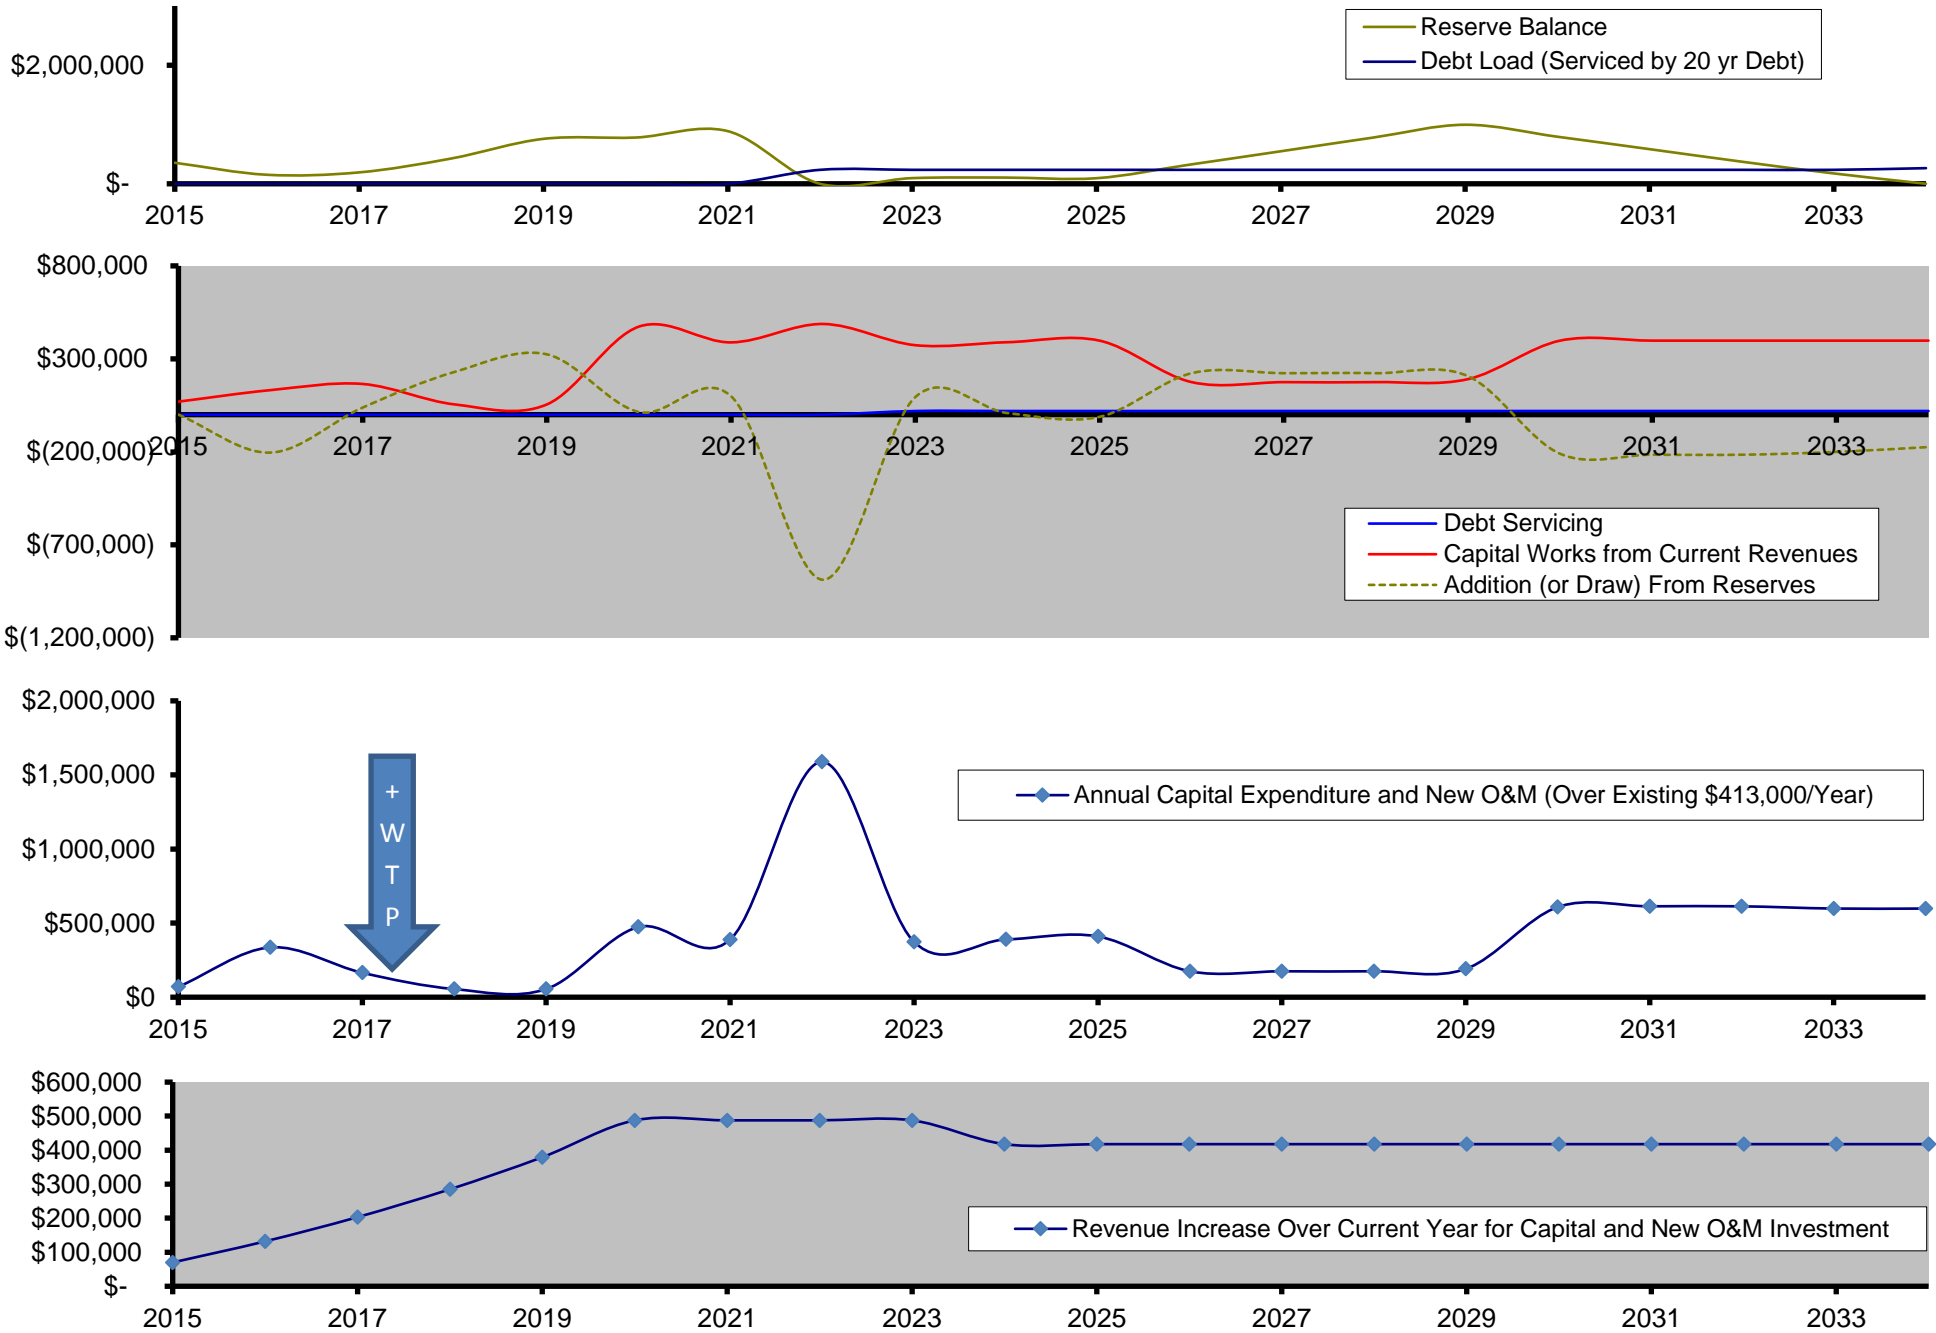 Reserve Balance
Debt Load (Serviced by 20 yr Debt)
$2,000,000
$-
2015 2017 2019 2021 2023 2025 2027 2029 2031 2033
$800,000
$300,000
$(200,000)
2015 2017 2019 2021 2023 2025 2027 2029 2031 2033
$(700,000)
$(1,200,000)
Debt Servicing
Capital Works from Current Revenues
Addition (or Draw) From Reserves
$2,000,000
$1,500,000
$1,000,000
$500,000
$0
+
W
T
P
Annual Capital Expenditure and New O&M (Over Existing $413,000/Year)
2015 2017 2019 2021 2023 2025 2027 2029 2031 2033
$600,000
$500,000
$400,000
$300,000
$200,000
$100,000
$-
Revenue Increase Over Current Year for Capital and New O&M Investment
2015 2017 2019 2021 2023 2025 2027 2029 2031 2033